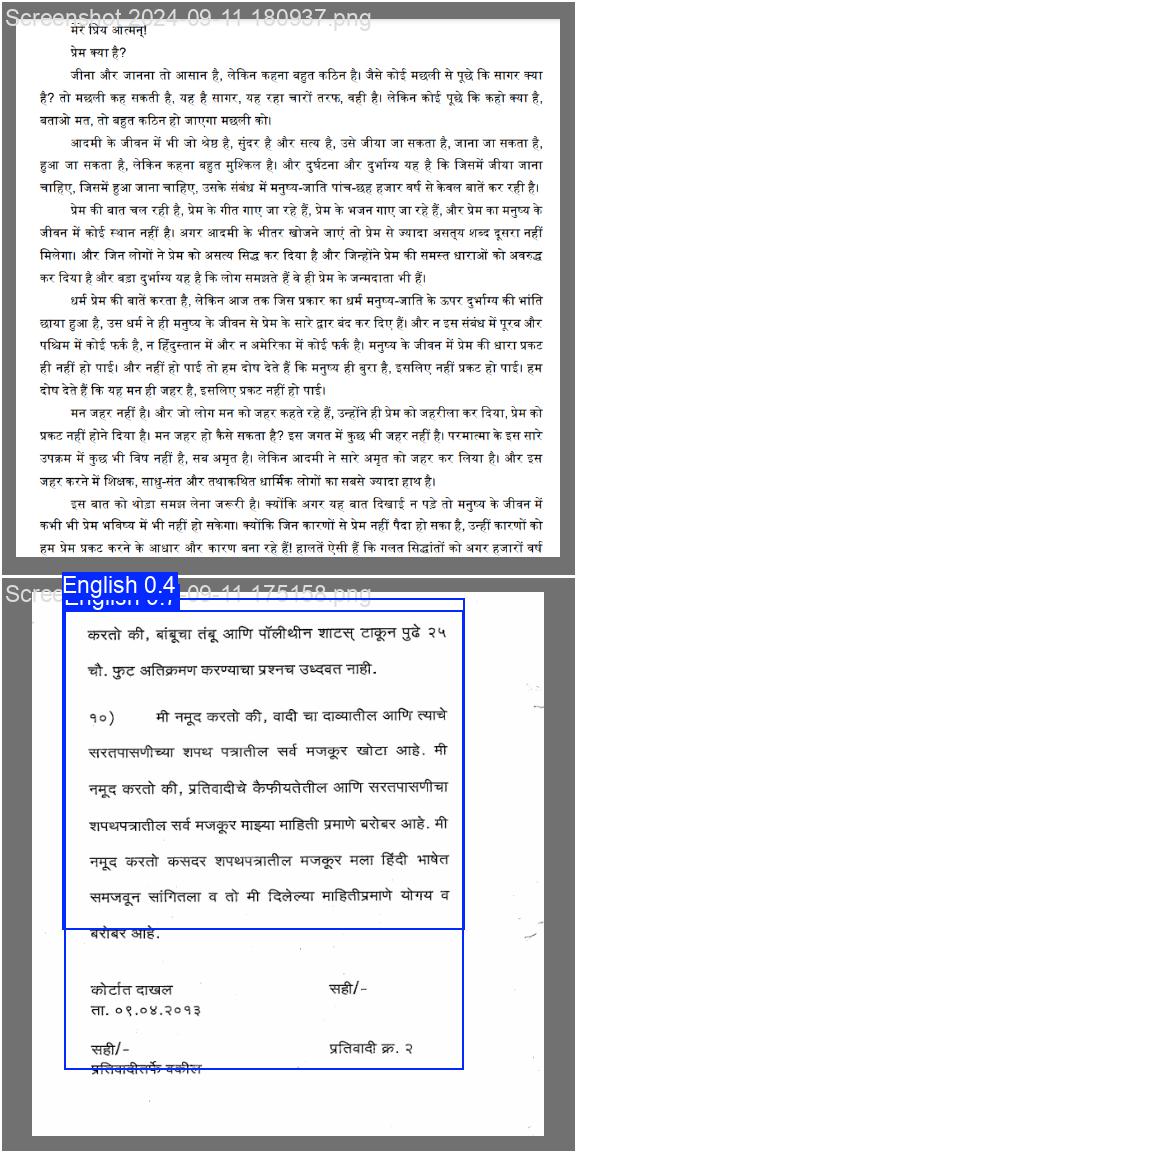 Screenshot 2024-09-11 180937.png
मेरे प्रिय आत्मन्!
प्रेम क्या है?
जीना और जानना तो आसान है, लेकिन कहना बहुत कठिन है। जैसे कोई मछली से पूछे कि सागर क्या
है? तो मछली कह सकती है, यह है सागर, यह रहा चारों तरफ, वही है। लेकिन कोई पूछे कि कहो क्या है,
बताओ मत, तो बहुत कठिन हो जाएगा मछली को।
आदमी के जीवन में भी जो श्रेष्ठ है, सुंदर है और सत्य है, उसे जीया जा सकता है, जाना जा सकता है,
हुआ जा सकता है, लेकिन कहना बहुत मुश्किल है। और दुर्घटना और दुर्भाग्य यह है कि जिसमें जीया जाना
चाहिए, जिसमें हुआ जाना चाहिए, उसके संबंध में मनुष्य-जाति पांच-छह हजार वर्ष से केवल बातें कर रही है।
प्रेम की बात चल रही है, प्रेम के गीत गाए जा रहे हैं, प्रेम के भजन गाए जा रहे हैं, और प्रेम का मनुष्य के
जीवन में कोई स्थान नहीं है। अगर आदमी के भीतर खोजने जाएं तो प्रेम से ज्यादा असत्य शब्द दूसरा नहीं
मिलेगा। और जिन लोगों ने प्रेम को असत्य सिद्ध कर दिया है और जिन्होंने प्रेम की समस्त धाराओं को अवरुद्ध
कर दिया है और बड़ा दुर्भाग्य यह है कि लोग समझते हैं वे ही प्रेम के जन्मदाता भी हैं।
धर्म प्रेम की बातें करता है, लेकिन आज तक जिस प्रकार का धर्म मनुष्य-जाति के ऊपर दुर्भाग्य की भांति
छाया हुआ है, उस धर्म ने ही मनुष्य के जीवन से प्रेम के सारे द्वार बंद कर दिए हैं। और न इस संबंध में पूरब और
पश्चिम में कोई फर्क है, न हिंदुस्तान में और न अमेरिका में कोई फर्क है। मनुष्य के जीवन में प्रेम की धारा प्रकट
ही नहीं हो पाई। और नहीं हो पाई तो हम दोष देते हैं कि मनुष्य ही बुरा है, इसलिए नहीं प्रकट हो पाई। हम
दोष देते हैं कि यह मन ही जहर है, इसलिए प्रकट नहीं हो पाई।
मन जहर नहीं है। और जो लोग मन को जहर कहते रहे हैं, उन्होंने ही प्रेम को जहरीला कर दिया, प्रेम को
प्रकट नहीं होने दिया है। मन जहर हो कैसे सकता है? इस जगत में कुछ भी जहर नहीं है। परमात्मा के इस सारे
उपक्रम में कुछ भी विष नहीं है, सब अमृत है। लेकिन आदमी ने सारे अमृत को जहर कर लिया है। और इस
जहर करने में शिक्षक, साधु-संत और तथाकथित धार्मिक लोगों का सबसे ज्यादा हाथ है।
इस बात को थोड़ा समझ लेना जरूरी है। क्योंकि अगर यह बात दिखाई न पड़े तो मनुष्य के जीवन में
कभी भी प्रेम भविष्य में भी नहीं हो सकेगा। क्योंकि जिन कारणों से प्रेम नहीं पैदा हो सका है, उन्हीं कारणों को
हम प्रेम प्रकट करने के आधार और कारण बना रहे हैं! हालतें ऐसी हैं कि गलत सिद्धांतों को अगर हजारों वर्ष
English 0.4
English 0.7
-09-11 175158.png
करतो की, बांबूचा तंबू आणि पॉलीथीन शाटस् टाकून पुढे २५
चौ. फुट अतिक्रमण करण्याचा प्रश्नच उध्दवत नाही.
१०) मी नमूद करतो की, वादी चा दाव्यातील आणि त्याचे
सरतपासणीच्या शपथ पत्रातील सर्व मजकूर खोटा आहे. मी
नमूद करतो की, प्रतिवादीचे कैफीयतेतील आणि सरतपासणीचा
शपथपत्रातील सर्व मजकूर माझ्या माहिती प्रमाणे बरोबर आहे. मी
नमूद करतो कसदर शपथपत्रातील मजकूर मला हिंदी भाषेत
समजवून सांगितला व तो मी दिलेल्या माहितीप्रमाणे योगय व
बरोबर आहे.
कोर्टात दाखल सही/-
ता. ०९.०४.२०१३
सही/- प्रतिवादी क्र. २
प्रतिवादीतर्फे वकील